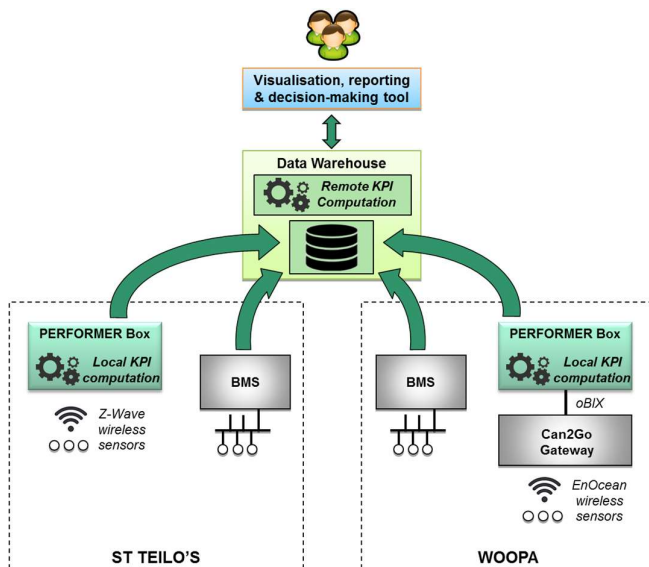 Visualisation, reporting
& decision-making tool
Data Warehouse
Remote KPI
Computation
PERFORMER Box
Local KPI
computation
Z-Wave
wireless
sensors
BMS
ST TEILO'S
BMS
PERFORMER Box
Local KPI
computation
oBIX
Can2Go
Gateway
EnOcean
wireless
sensors
WOOPA